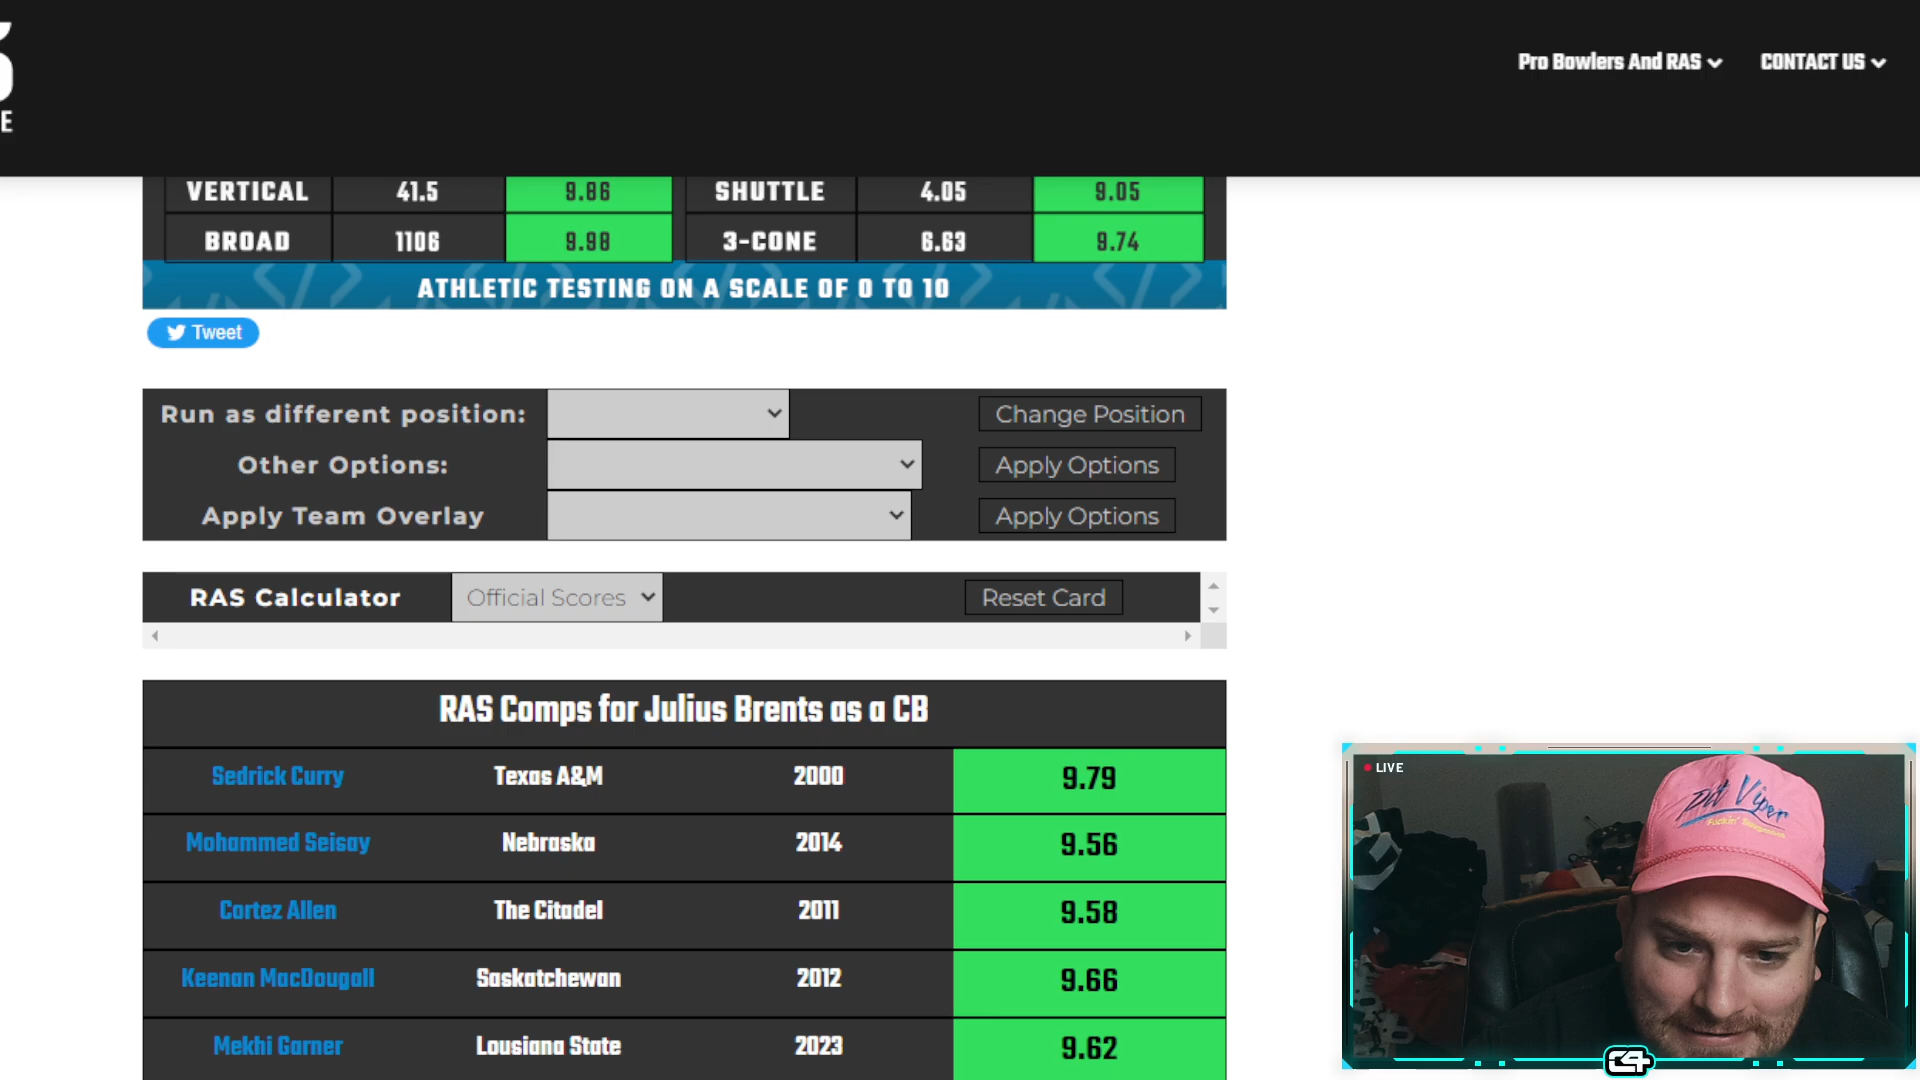 Pro Bowlers And RAS
CONTACT US
E
VERTICAL 41.5 9.86 SHUTTLE 4.05 9.05
BROAD 1106 9.98 3-CONE 6.63 9.74
ATHLETIC TESTING ON A SCALE OF 0 TO 10
Tweet
Run as different position: Change Position
Other Options: Apply Options
Apply Team Overlay Apply Options
RAS Calculator Official Scores Reset Card
RAS Comps for Julius Brents as a CB
Sedrick Curry Texas A&M 2000 9.79
Mohammed Seisay Nebraska 2014 9.56
Cortez Allen The Citadel 2011 9.58
Keenan MacDougall Saskatchewan 2012 9.66
Mekhi Garner Lousiana State 2023 9.62
LIVE
Pit Viper